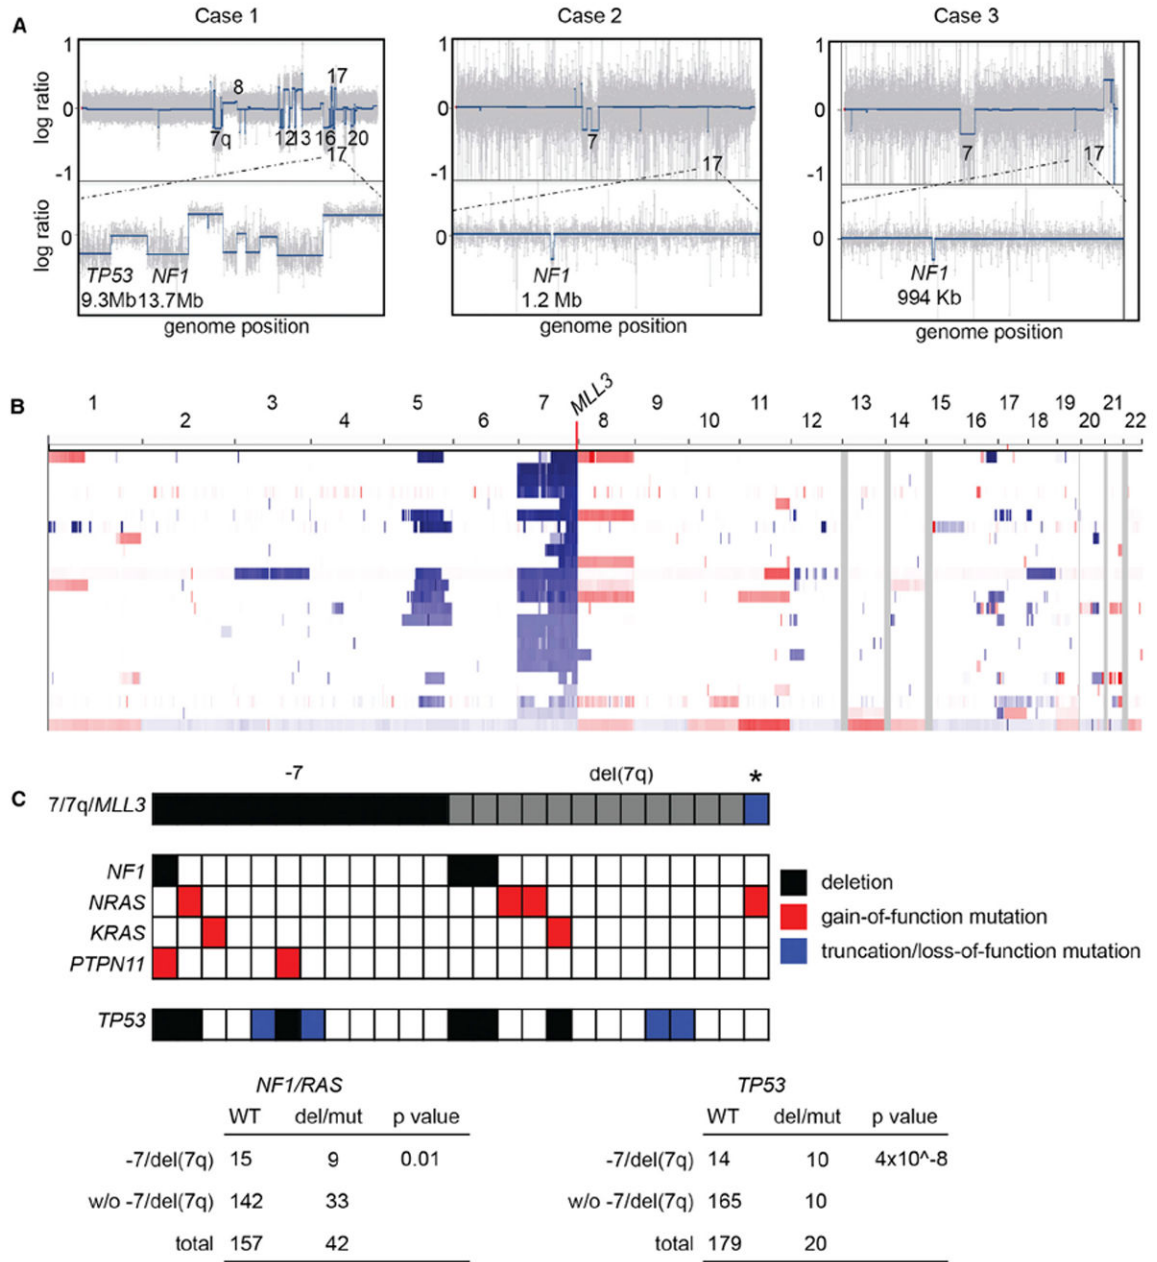 A
Case 1
Case 2
Case 3
log ratio
1
0
-1
8
17
7q
12
13
16
20
17
log ratio
0
TP53 NF1
9.3Mb 13.7Mb
genome position
1
0
-1
7
17
0
NF1
1.2 Mb
genome position
1
0
-1
7
17
0
NF1
994 Kb
genome position
B
1 3 5 7 MLL3 9 11 13 15 17 19 21
2 4 6 8 10 12 14 16 18 20 22
C
-7 del(7q) *
7/7q/MLL3
NF1
NRAS
KRAS
PTPN11
TP53
deletion
gain-of-function mutation
truncation/loss-of-function mutation
NF1/RAS
WT del/mut p value
-7/del(7q) 15 9 0.01
w/o -7/del(7q) 142 33
total 157 42
TP53
WT del/mut p value
-7/del(7q) 14 10 4x10^-8
w/o -7/del(7q) 165 10
total 179 20